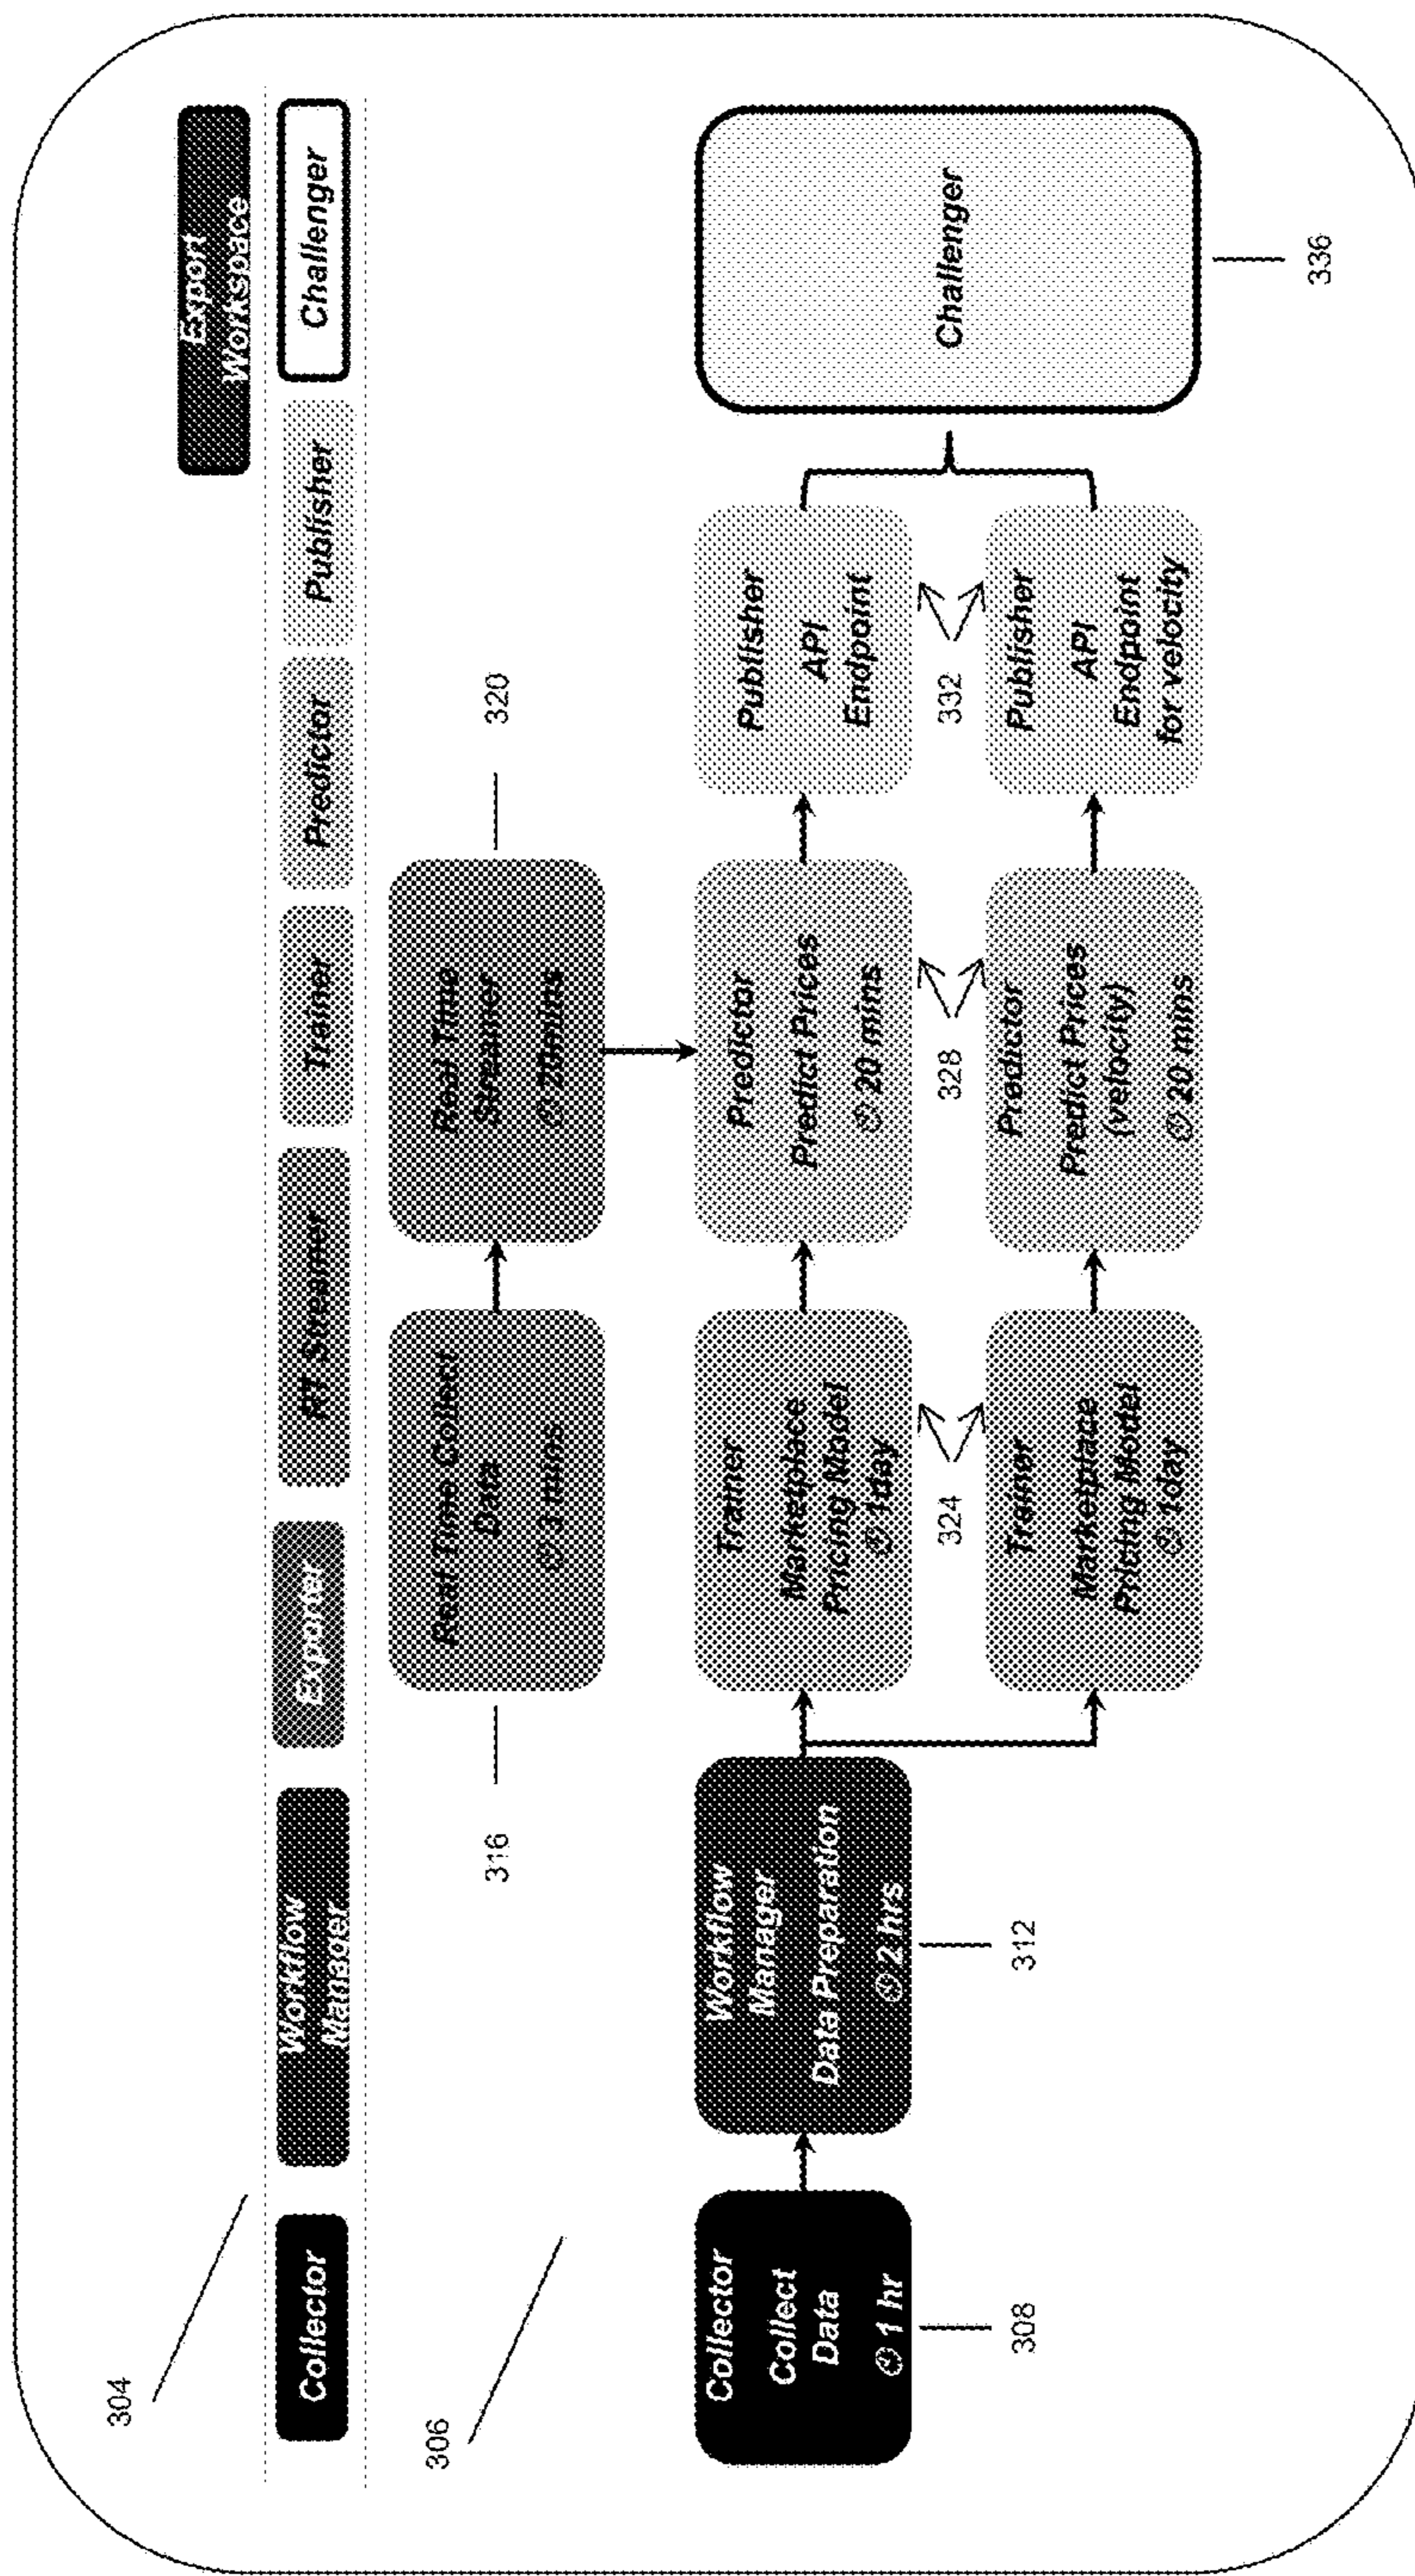 304
Export
Workspace
Collector
Workflow
Manager
Exporter
RT Streamer
Trainer
Predictor
Publisher
Challenger
306
316
Real Time Collect
Data
mins
Real Time
Streamer
20mins
320
Collector
Collect
Data
1 hr
308
Workflow
Manager
Data Preparation
2 hrs
312
Trainer
Marketplace
Pricing Model
1day
324
Trainer
Marketplace
Pricing Model
1day
Predictor
Predict Prices
20 mins
328
Predictor
Predict Prices
(velocity)
20 mins
Publisher
API
Endpoint
332
Publisher
API
Endpoint
for velocity
Challenger
336